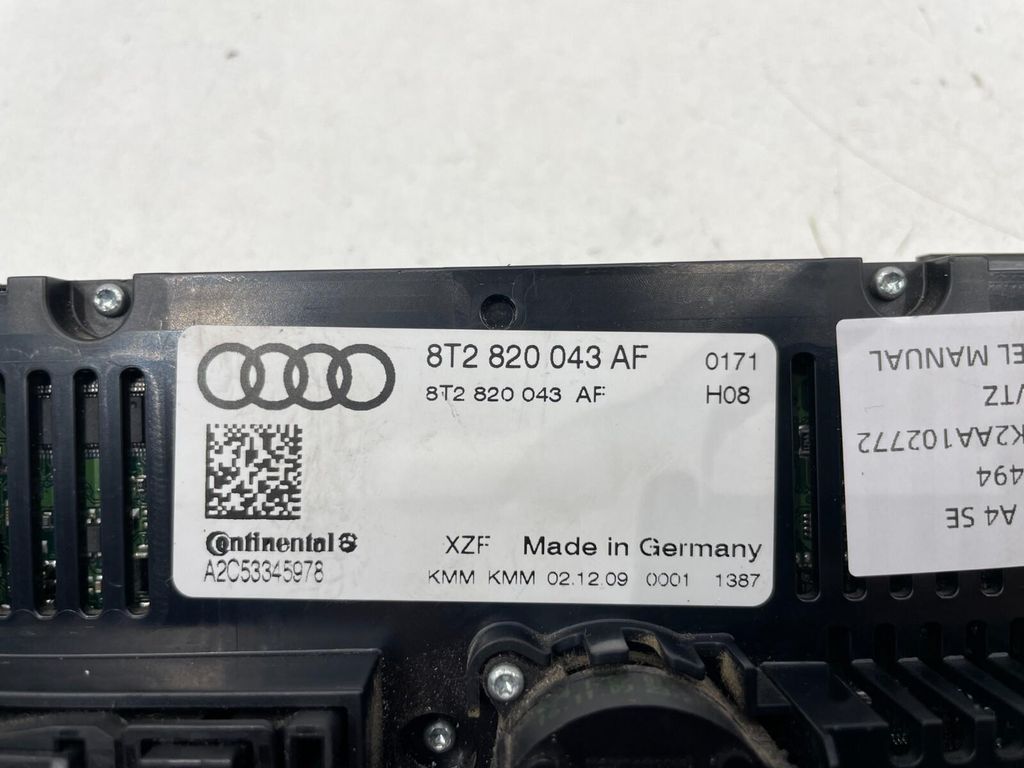 8T2 820 043 AF 0171
8T2 820 043 AF H08
Continental
A2C53345978
XZF Made in Germany
KMM KMM 02.12.09 0001 1387
A4 SE
494
K2AA102772
VTZ
EL MANUAL